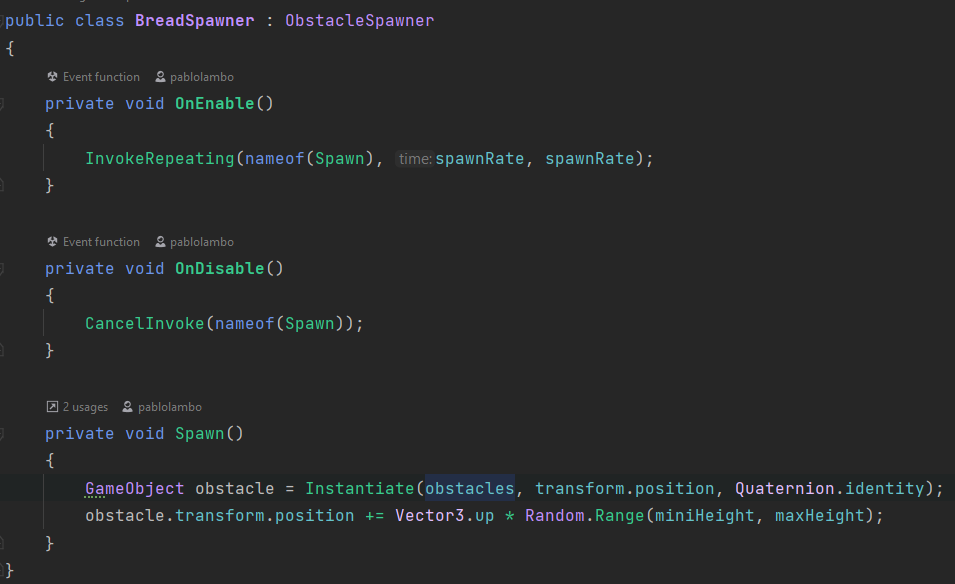 public class BreadSpawner : ObstacleSpawner
{
Event function pablolambo
private void OnEnable()
{
InvokeRepeating(nameof(Spawn), time: spawnRate, spawnRate);
}
Event function pablolambo
private void OnDisable()
{
CancelInvoke(nameof(Spawn));
}
2 usages pablolambo
private void Spawn()
{
GameObject obstacle = Instantiate(obstacles, transform.position, Quaternion.identity);
obstacle.transform.position += Vector3.up * Random.Range(miniHeight, maxHeight);
}
}